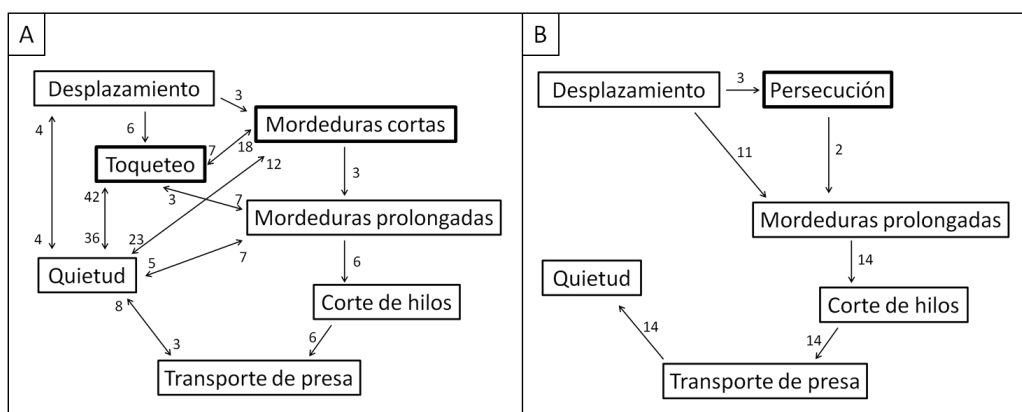 A
Desplazamiento
3
4
6
Mordeduras cortas
7
18
Toqueteo
12
3
42
3
7
Mordeduras prolongadas
36
23
4
5
7
6
Quietud
8
Corte de hilos
3
6
Transporte de presa
B
Desplazamiento
3
Persecución
11
2
Mordeduras prolongadas
14
Quietud
Corte de hilos
14
14
Transporte de presa